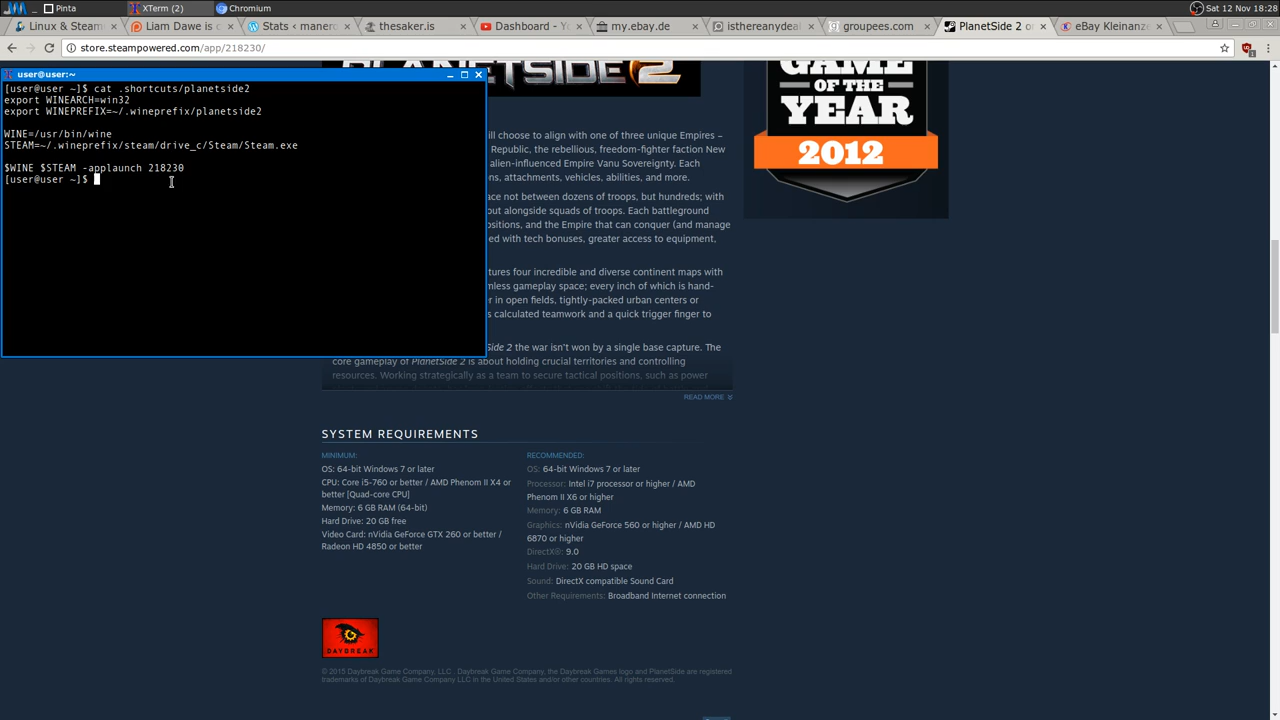 Pinta
XTerm (2)
Chromium
Sat 12 Nov 18:28
Linux & Steam
Liam Dawe is c
Stats ‹ manero
thesaker.is
Dashboard - Y
my.ebay.de
isthereanydea
groupees.com
PlanetSide 2 o
eBay Kleinanze
store.steampowered.com/app/218230/
user@user:~
[user@user ~]$ cat .shortcuts/planetside2
export WINEARCH=win32
export WINEPREFIX=~/.wineprefix/planetside2
WINE=/usr/bin/wine
STEAM=~/.wineprefix/steam/drive_c/Steam/Steam.exe
$WINE $STEAM -applaunch 218230
[user@user ~]$
PLANETSIDE 2
GAME OF THE YEAR
2012
ill choose to align with one of three unique Empires –
Republic, the rebellious, freedom-fighter faction New
alien-influenced Empire Vanu Sovereignty. Each
ns, attachments, vehicles, abilities, and more.
ace not between dozens of troops, but hundreds; with
out alongside squads of troops. Each battleground
ositions, and the Empire that can conquer (and manage
ed with tech bonuses, greater access to equipment,
tures four incredible and diverse continent maps with
mless gameplay space; every inch of which is hand-
er in open fields, tightly-packed urban centers or
s calculated teamwork and a quick trigger finger to
Side 2 the war isn't won by a single base capture. The
core gameplay of PlanetSide 2 is about holding crucial territories and controlling
resources. Working strategically as a team to secure tactical positions, such as power
READ MORE
SYSTEM REQUIREMENTS
MINIMUM:
OS: 64-bit Windows 7 or later
CPU: Core i5-760 or better / AMD Phenom II X4 or
better [Quad-core CPU]
Memory: 6 GB RAM (64-bit)
Hard Drive: 20 GB free
Video Card: nVidia GeForce GTX 260 or better /
Radeon HD 4850 or better
RECOMMENDED:
OS: 64-bit Windows 7 or later
Processor: Intel i7 processor or higher / AMD
Phenom II X6 or higher
Memory: 6 GB RAM
Graphics: nVidia GeForce 560 or higher / AMD HD
6870 or higher
DirectX®: 9.0
Hard Drive: 20 GB HD space
Sound: DirectX compatible Sound Card
Other Requirements: Broadband Internet connection
DAYBREAK
© 2015 Daybreak Game Company, LLC. Daybreak Game Company, the Daybreak Games logo and PlanetSide are registered
trademarks of Daybreak Game Company LLC in the United States and/or other countries. All rights reserved.